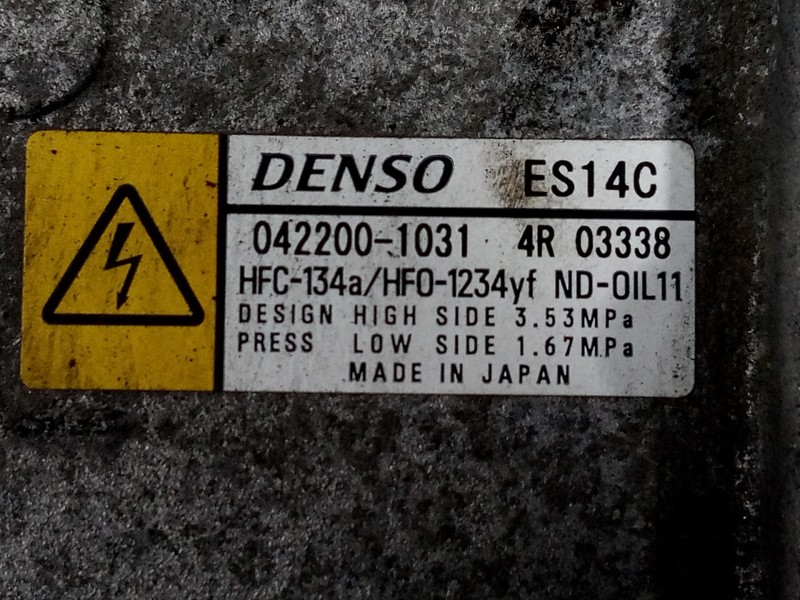 DENSO ES14C
042200-1031 4R 03338
HFC-134a/HFO-1234yf ND-OIL11
DESIGN HIGH SIDE 3.53MPa
PRESS LOW SIDE 1.67MPa
MADE IN JAPAN